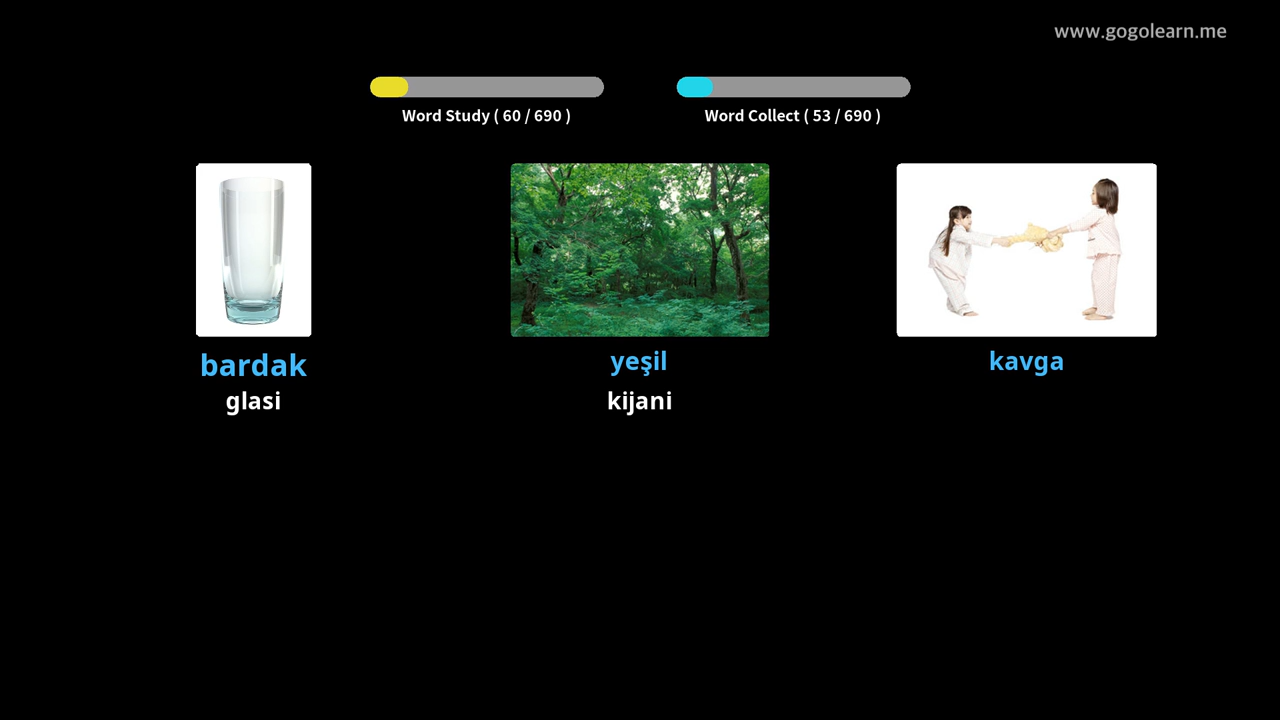 www.gogolearn.me
Word Study ( 60 / 690 )
Word Collect ( 53 / 690 )
bardak
glasi
yeşil
kijani
kavga